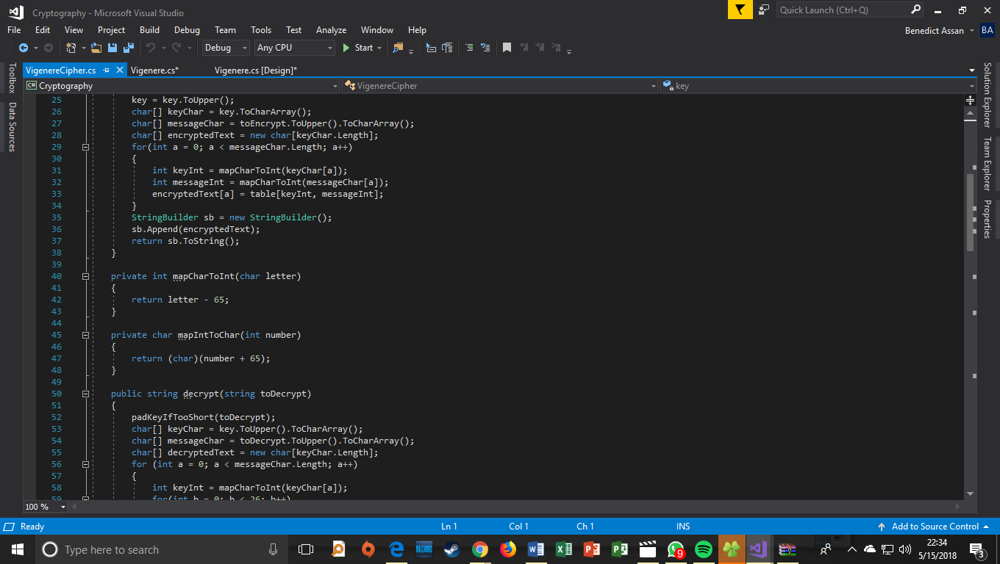 Cryptography - Microsoft Visual Studio
Quick Launch (Ctrl+Q)
File Edit View Project Build Debug Team Tools Test Analyze Window Help
Benedict Assan BA
Debug Any CPU Start
VigenereCipher.cs Vigenere.cs* Vigenere.cs [Design]*
C# Cryptography VigenereCipher key
Toolbox
Data Sources
Solution Explorer
Team Explorer
Properties
25 key = key.ToUpper();
26 char[] keyChar = key.ToCharArray();
27 char[] messageChar = toEncrypt.ToUpper().ToCharArray();
28 char[] encryptedText = new char[keyChar.Length];
29 for(int a = 0; a < messageChar.Length; a++)
30 {
31 int keyInt = mapCharToInt(keyChar[a]);
32 int messageInt = mapCharToInt(messageChar[a]);
33 encryptedText[a] = table[keyInt, messageInt];
34 }
35 StringBuilder sb = new StringBuilder();
36 sb.Append(encryptedText);
37 return sb.ToString();
38 }
39
40 private int mapCharToInt(char letter)
41 {
42 return letter - 65;
43 }
44
45 private char mapIntToChar(int number)
46 {
47 return (char)(number + 65);
48 }
49
50 public string decrypt(string toDecrypt)
51 {
52 padKeyIfTooShort(toDecrypt);
53 char[] keyChar = key.ToUpper().ToCharArray();
54 char[] messageChar = toDecrypt.ToUpper().ToCharArray();
55 char[] decryptedText = new char[keyChar.Length];
56 for (int a = 0; a < messageChar.Length; a++)
57 {
58 int keyInt = mapCharToInt(keyChar[a]);
59 for(int b = 0; b < 26; b++)
100 %
Ready Ln 1 Col 1 Ch 1 INS Add to Source Control
Type here to search
9
22:34
5/15/2018
3